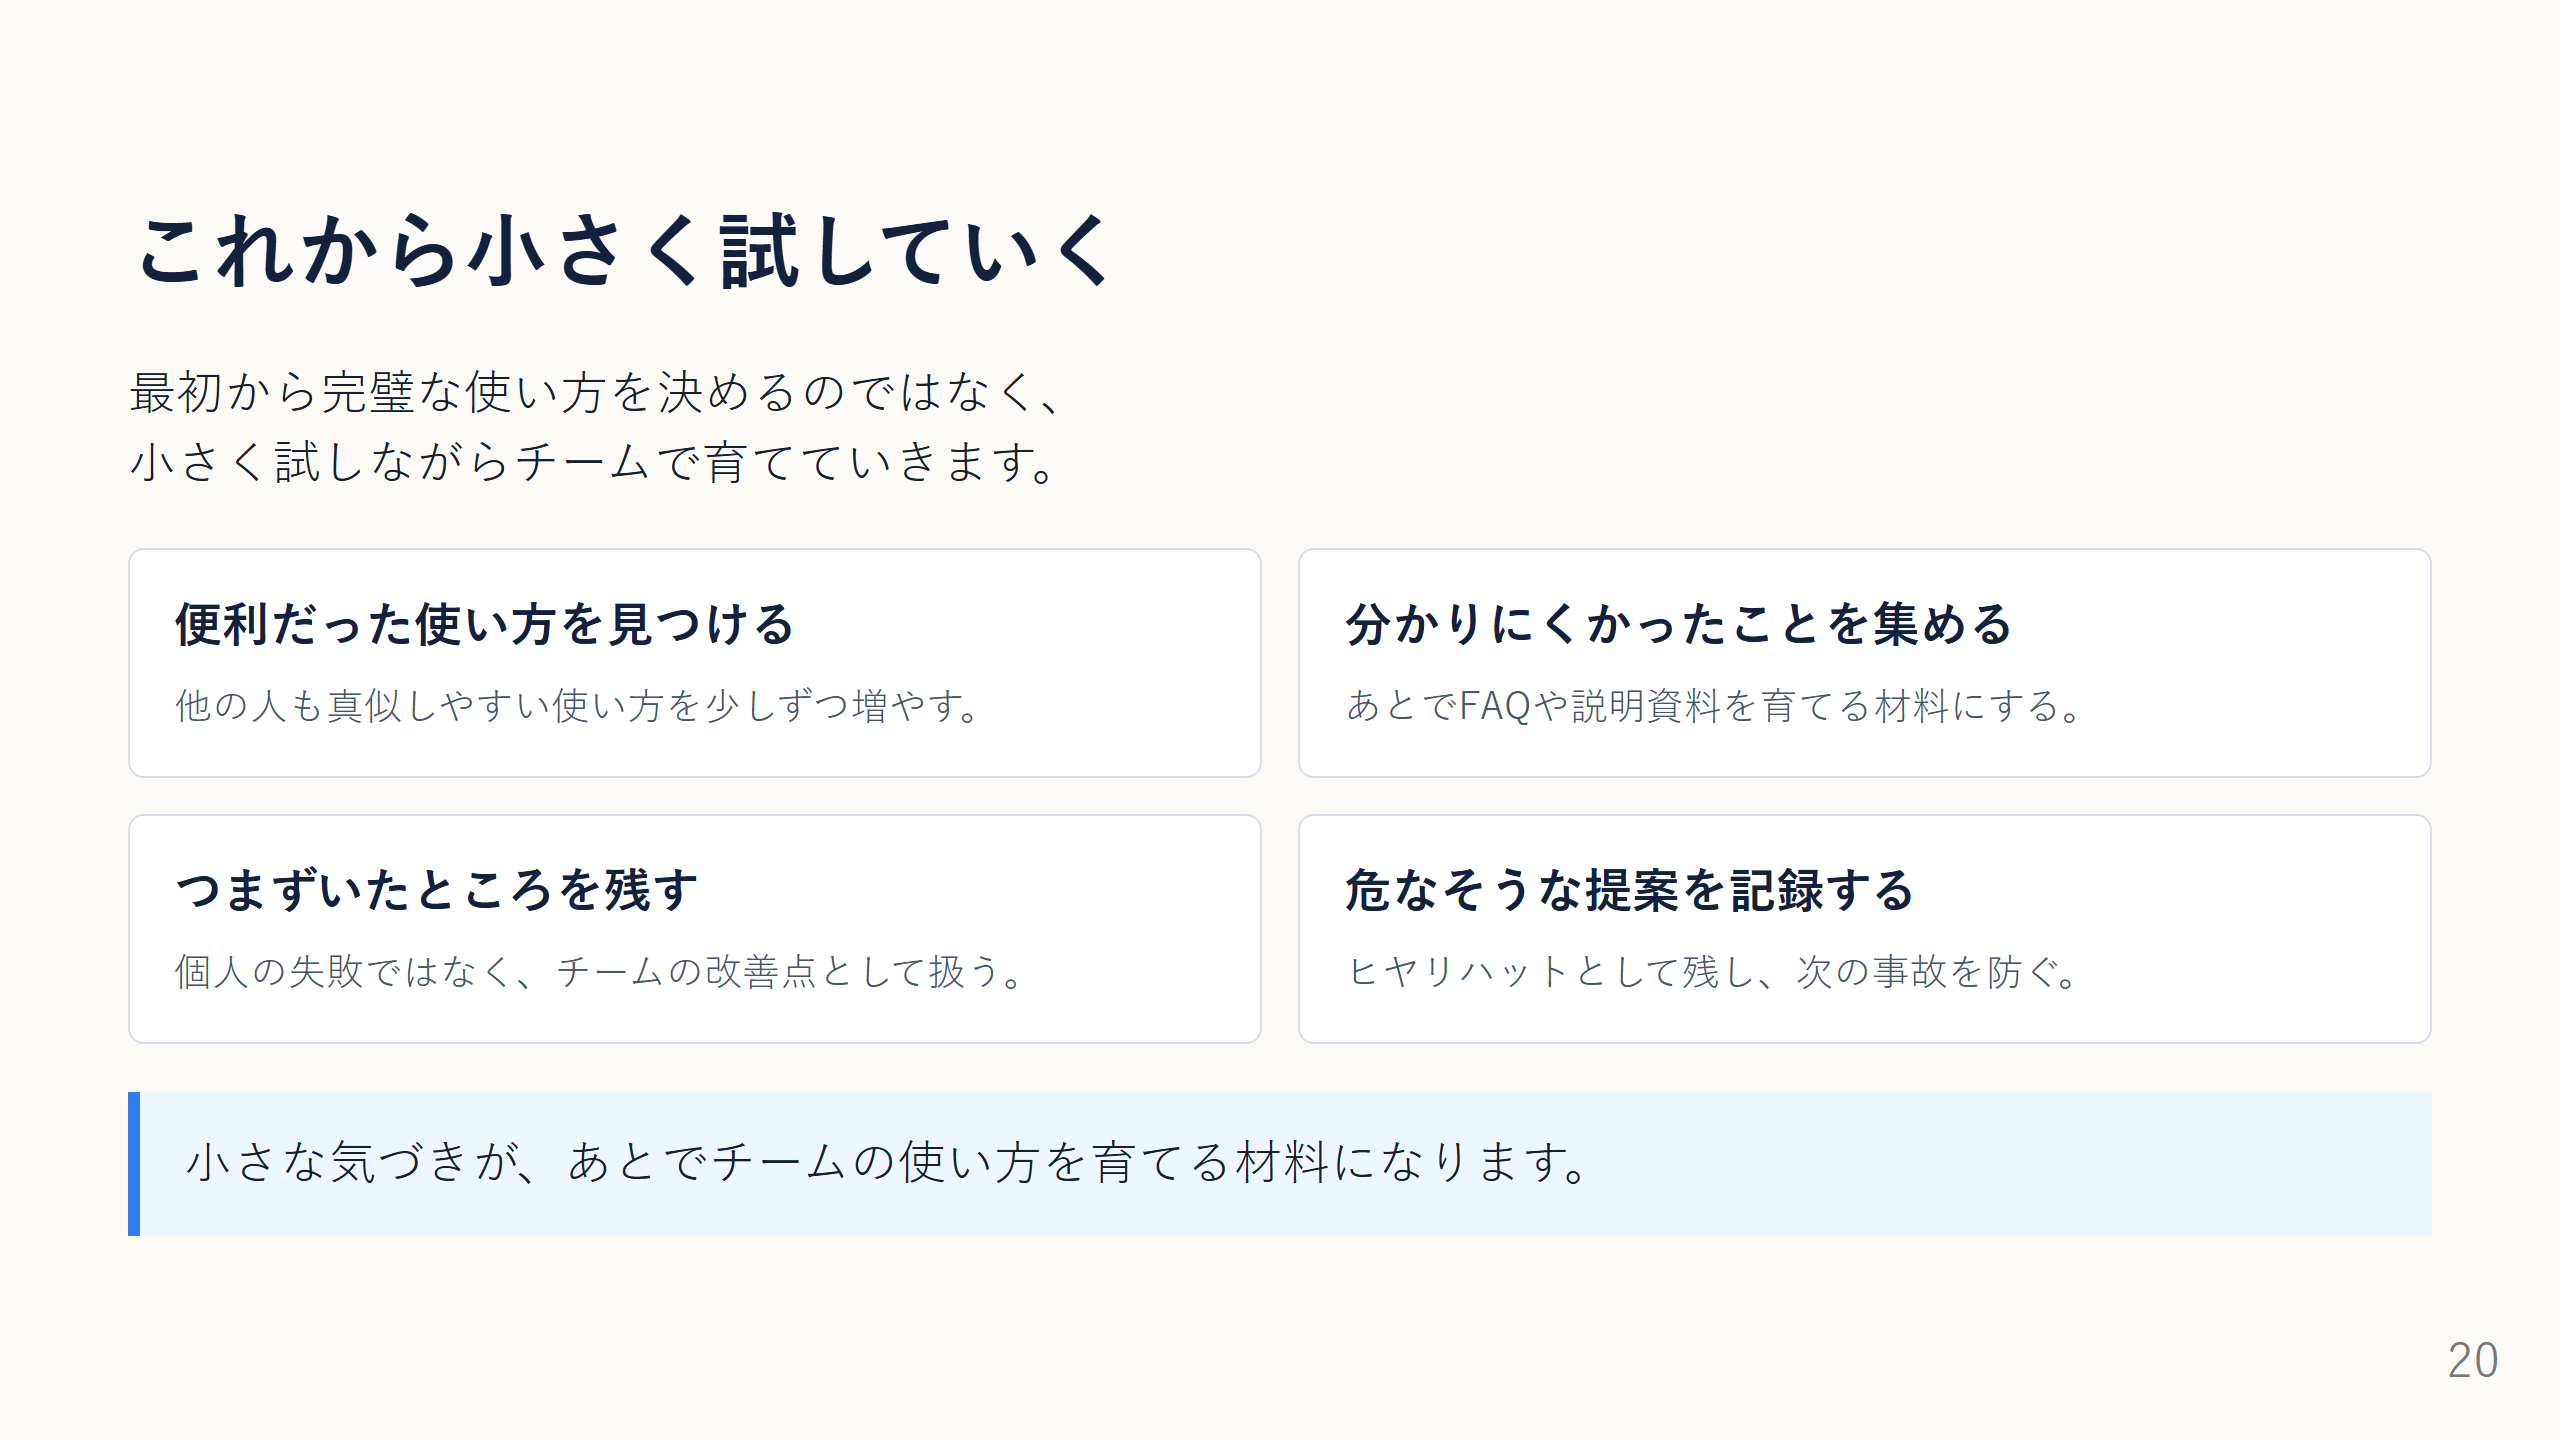 これから小さく試していく
最初から完璧な使い方を決めるのではなく、
小さく試しながらチームで育てていきます。
便利だった使い方を見つける
他の人も真似しやすい使い方を少しずつ増やす。
分かりにくかったことを集める
あとでFAQや説明資料を育てる材料にする。
つまずいたところを残す
個人の失敗ではなく、チームの改善点として扱う。
危なそうな提案を記録する
ヒヤリハットとして残し、次の事故を防ぐ。
小さな気づきが、あとでチームの使い方を育てる材料になります。
20